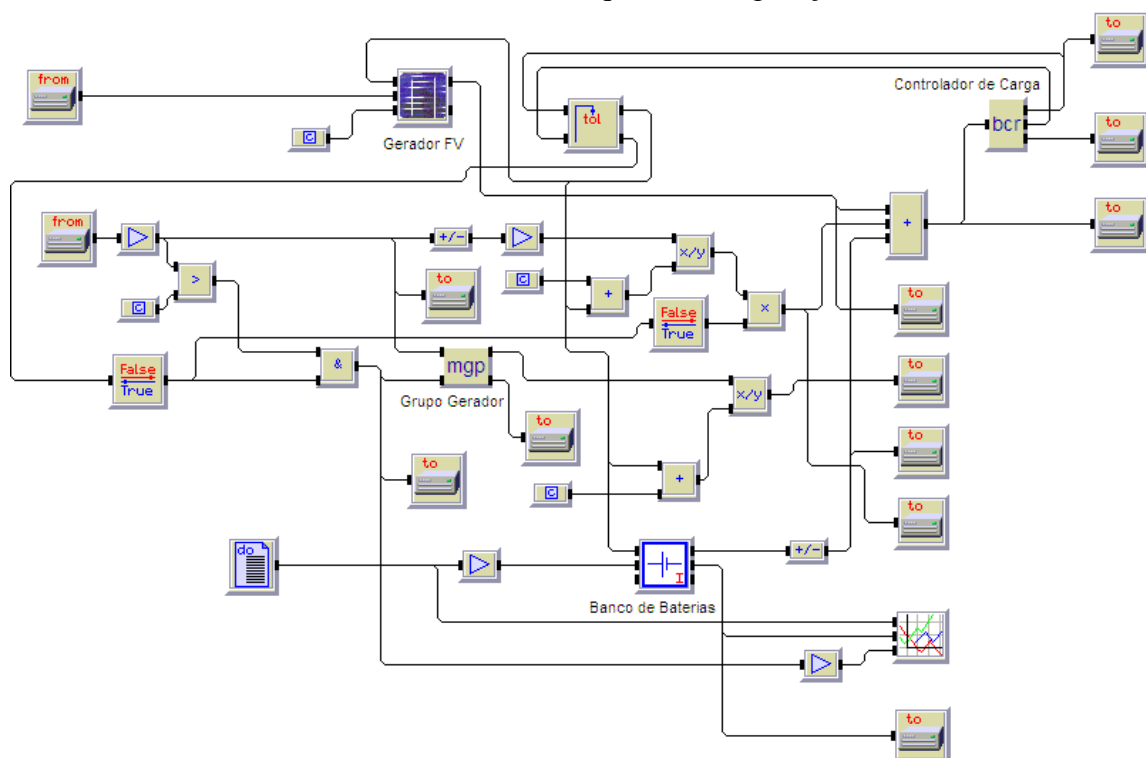 to
Controlador de Carga
from
bcr
tol
C
Gerador FV
to
to
from
+/-
+
x/y
C
>
to
+
to
C
False
True
x
False
True
&
mgp
to
Grupo Gerador
x/y
to
to
to
+
C
to
do
+/-
I
Banco de Baterias
to